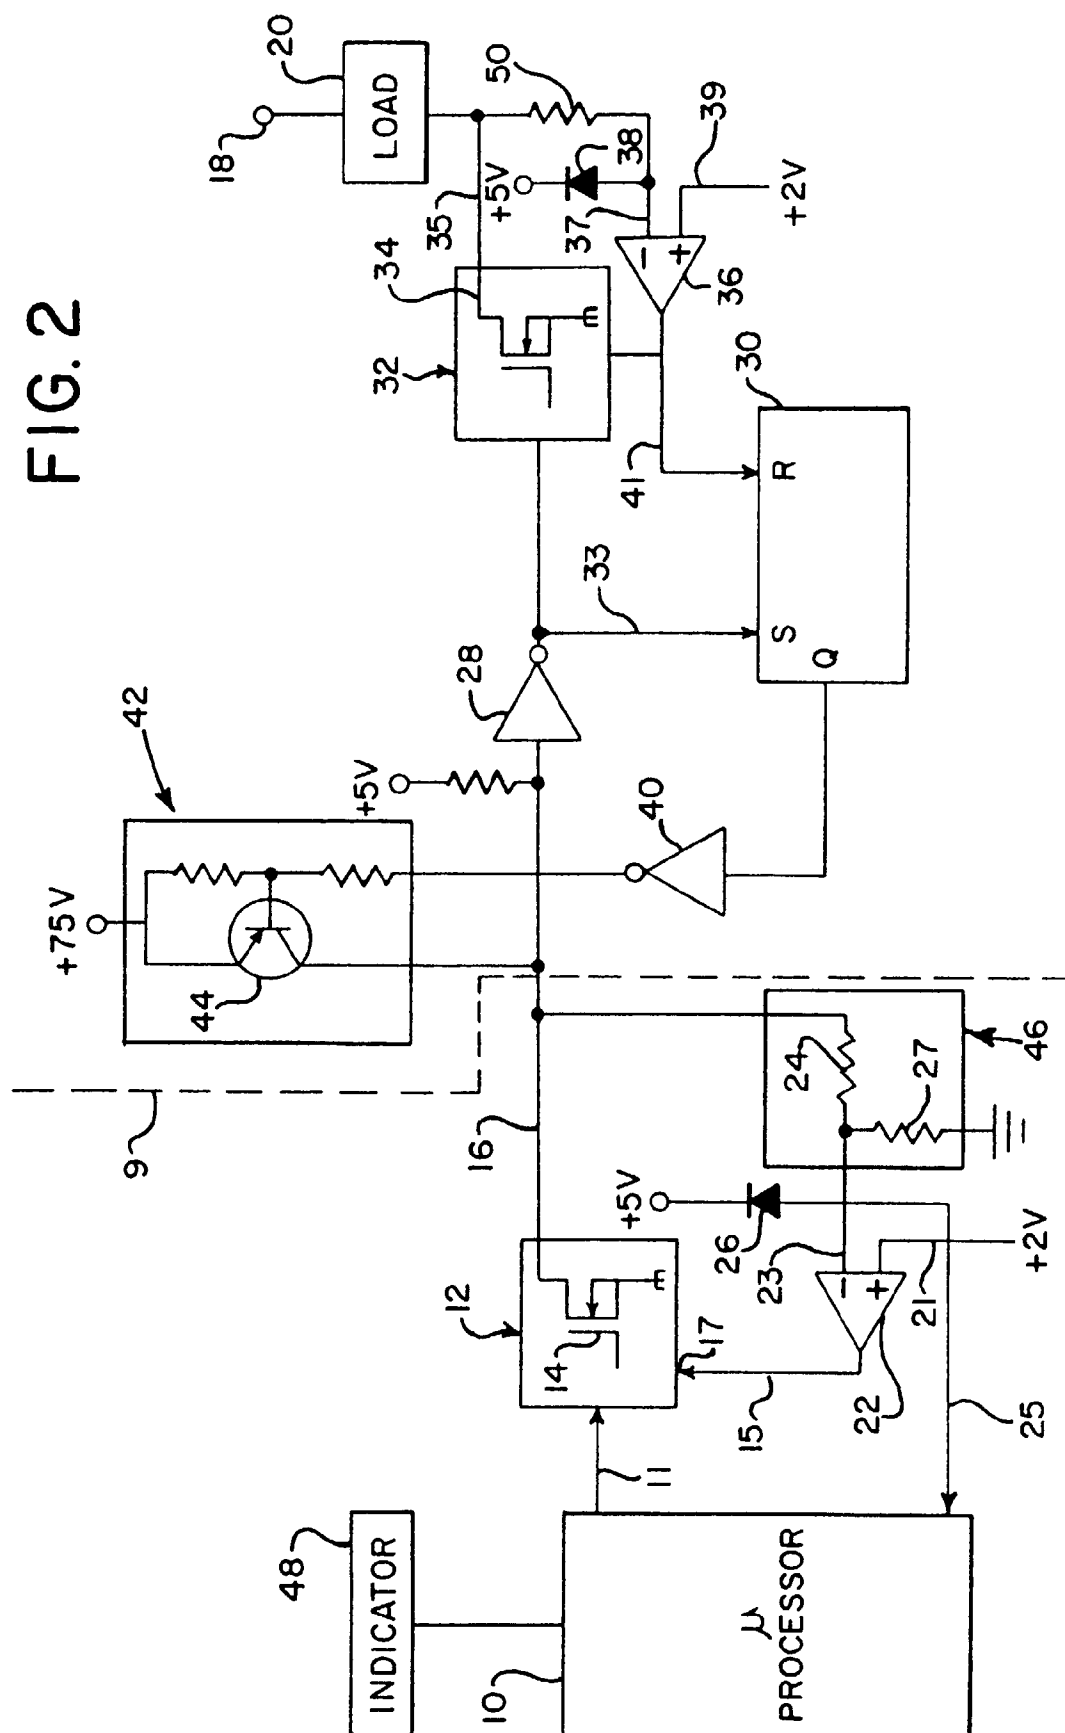 FIG. 2
18
20
LOAD
50
+5V
38
35
37
39
+2V
34
32
36
41
30
R
S
Q
33
28
42
+5V
+75V
44
40
9
16
46
24
27
+5V
26
23
21
+2V
12
14
17
15
22
25
11
48
INDICATOR
10
μ
PROCESSOR
−
+
−
+